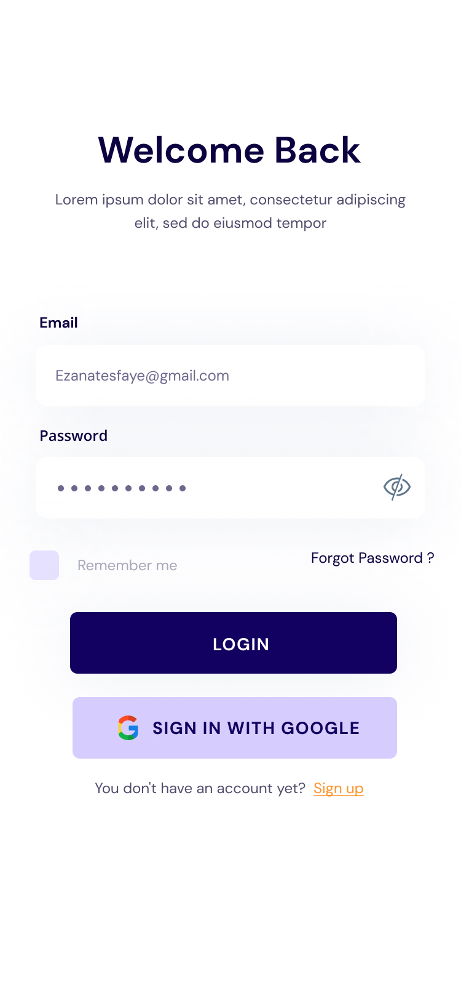 Welcome Back
Lorem ipsum dolor sit amet, consectetur adipiscing
elit, sed do eiusmod tempor
Email
Ezanatesfaye@gmail.com
Password
Remember me
Forgot Password ?
LOGIN
SIGN IN WITH GOOGLE
You don't have an account yet? Sign up